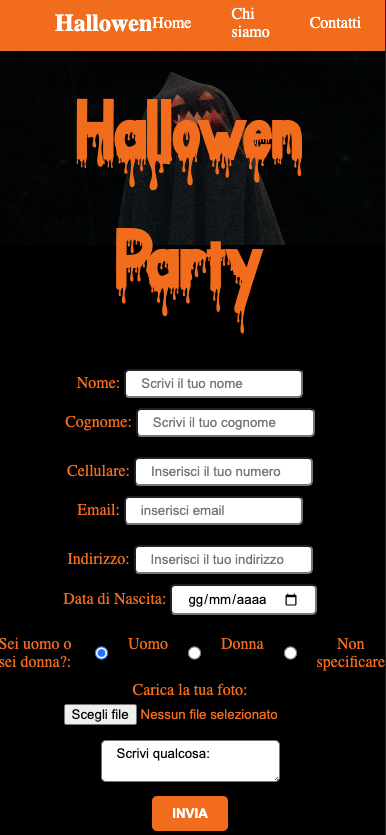 Hallowen Home Chi siamo Contatti
Hallowen
Party
Nome: Scrivi il tuo nome
Cognome: Scrivi il tuo cognome
Cellulare: Inserisci il tuo numero
Email: inserisci email
Indirizzo: Inserisci il tuo indirizzo
Data di Nascita: gg/mm/aaaa
Sei uomo o sei donna?: Uomo Donna Non specificare
Carica la tua foto:
Scegli file Nessun file selezionato
Scrivi qualcosa:
INVIA